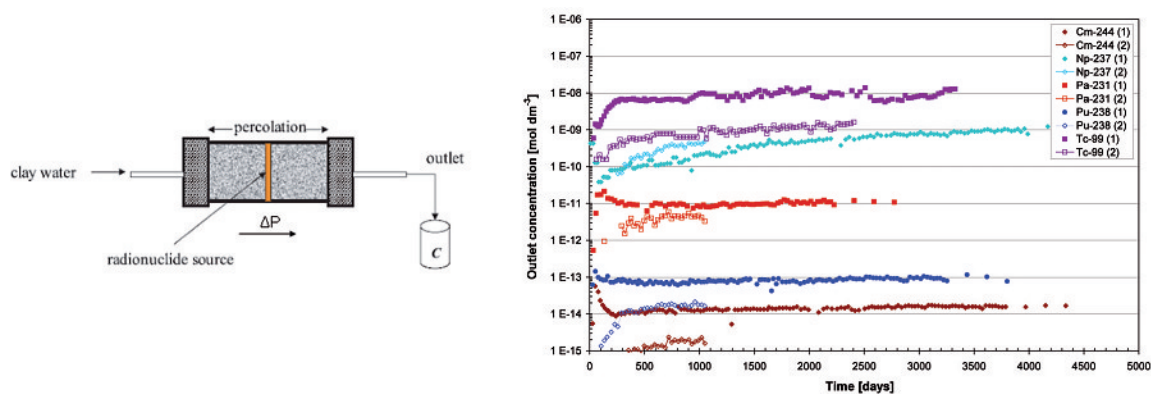 percolation
clay water
outlet
ΔP
radionuclide source
C
Outlet concentration [mol dm-3]
1 E-06
1 E-07
1 E-08
1 E-09
1 E-10
1 E-11
1 E-12
1 E-13
1 E-14
1 E-15
0
500
1000
1500
2000
2500
3000
3500
4000
4500
5000
Time [days]
Cm-244 (1)
Cm-244 (2)
Np-237 (1)
Np-237 (2)
Pa-231 (1)
Pa-231 (2)
Pu-238 (1)
Pu-238 (2)
Tc-99 (1)
Tc-99 (2)